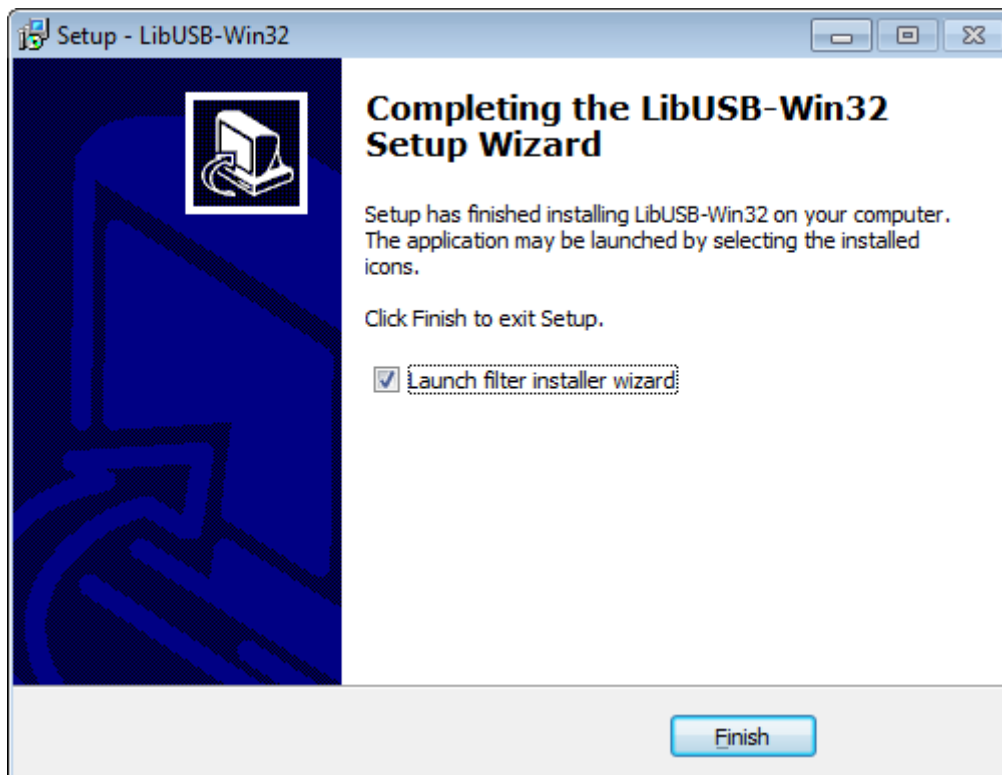 Setup - LibUSB-Win32
Completing the LibUSB-Win32
Setup Wizard
Setup has finished installing LibUSB-Win32 on your computer.
The application may be launched by selecting the installed
icons.
Click Finish to exit Setup.
Launch filter installer wizard
Finish